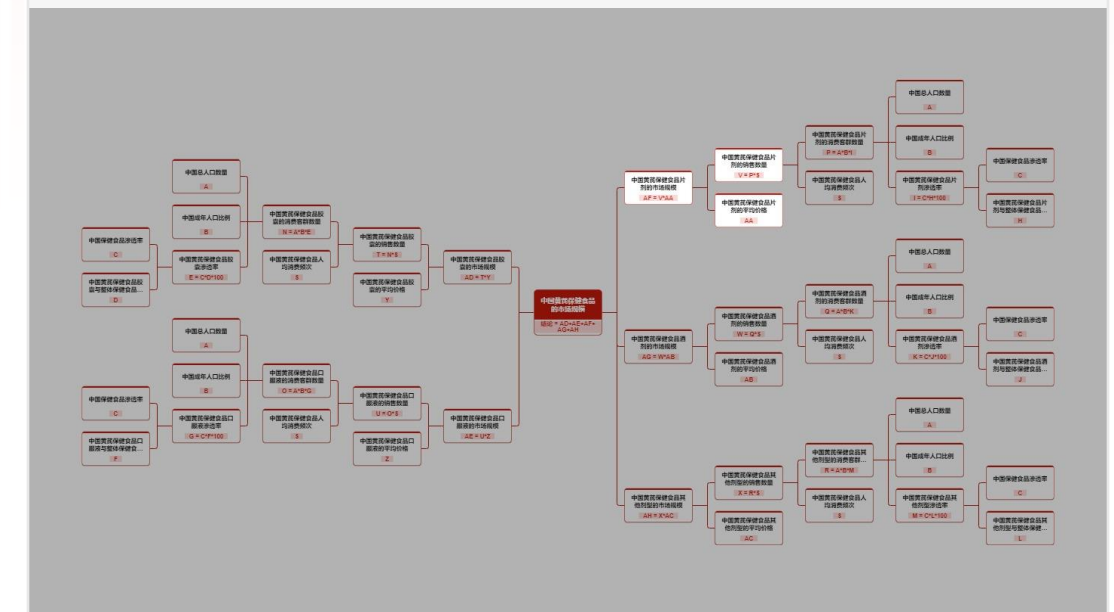 中国总人口数量
A
中国成年人口比例
B
中国保健食品渗透率
C
中国黄芪保健食品胶
囊与整体保健食品...
D
中国黄芪保健食品胶
囊渗透率
E = C*D*100
中国黄芪保健食品胶
囊的消费客群数量
N = A*B*E
中国黄芪保健食品人
均消费频次
S
中国黄芪保健食品胶
囊的销售数量
T = N*S
中国黄芪保健食品胶
囊的平均价格
Y
中国黄芪保健食品胶
囊的市场规模
AD = T*Y
中国总人口数量
A
中国成年人口比例
B
中国保健食品渗透率
C
中国黄芪保健食品口
服液与整体保健食...
F
中国黄芪保健食品口
服液渗透率
G = C*F*100
中国黄芪保健食品口
服液的消费客群数量
O = A*B*G
中国黄芪保健食品人
均消费频次
S
中国黄芪保健食品口
服液的销售数量
U = O*S
中国黄芪保健食品口
服液的平均价格
Z
中国黄芪保健食品口
服液的市场规模
AE = U*Z
中国黄芪保健食品
的市场规模
结论 = AD+AE+AF+
AG+AH
中国黄芪保健食品片
剂的市场规模
AF = V*AA
中国黄芪保健食品片
剂的销售数量
V = P*S
中国黄芪保健食品片
剂的平均价格
AA
中国黄芪保健食品片
剂的消费客群数量
P = A*B*I
中国黄芪保健食品人
均消费频次
S
中国总人口数量
A
中国成年人口比例
B
中国黄芪保健食品片
剂渗透率
I = C*H*100
中国保健食品渗透率
C
中国黄芪保健食品片
剂与整体保健食品...
H
中国黄芪保健食品酒
剂的市场规模
AG = W*AB
中国黄芪保健食品酒
剂的销售数量
W = Q*S
中国黄芪保健食品酒
剂的平均价格
AB
中国黄芪保健食品酒
剂的消费客群数量
Q = A*B*K
中国黄芪保健食品人
均消费频次
S
中国总人口数量
A
中国成年人口比例
B
中国黄芪保健食品酒
剂渗透率
K = C*J*100
中国保健食品渗透率
C
中国黄芪保健食品酒
剂与整体保健食品...
J
中国黄芪保健食品其
他剂型的市场规模
AH = X*AC
中国黄芪保健食品其
他剂型的销售数量
X = R*S
中国黄芪保健食品其
他剂型的平均价格
AC
中国黄芪保健食品其
他剂型的消费客群...
R = A*B*M
中国黄芪保健食品人
均消费频次
S
中国总人口数量
A
中国成年人口比例
B
中国黄芪保健食品其
他剂型渗透率
M = C*L*100
中国保健食品渗透率
C
中国黄芪保健食品其
他剂型与整体保健...
L